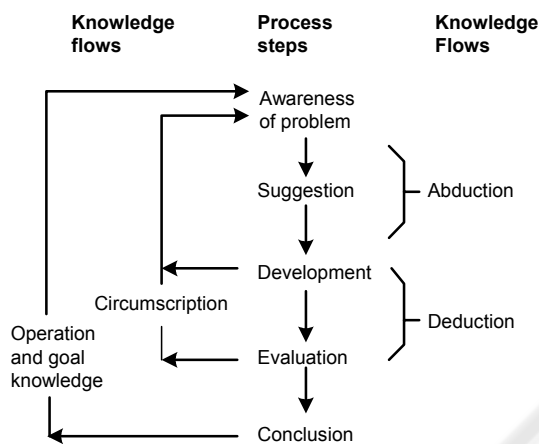 Knowledge
flows
Process
steps
Knowledge
Flows
Awareness
of problem
Suggestion
Abduction
Development
Circumscription
Deduction
Operation
and goal
knowledge
Evaluation
Conclusion